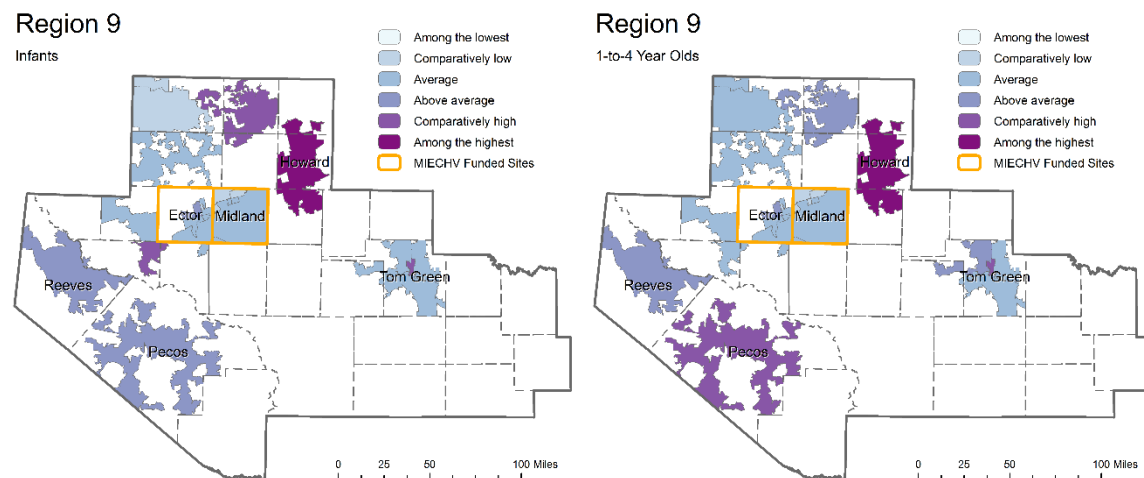 Region 9
Infants
Among the lowest
Comparatively low
Average
Above average
Comparatively high
Among the highest
MIECHV Funded Sites
Howard
Ector
Midland
Tom Green
Reeves
Pecos
0 25 50 100 Miles
Region 9
1-to-4 Year Olds
Among the lowest
Comparatively low
Average
Above average
Comparatively high
Among the highest
MIECHV Funded Sites
Howard
Ector
Midland
Tom Green
Reeves
Pecos
0 25 50 100 Miles